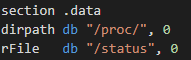 section .data
dirpath db "/proc/", 0
rFile   db "/status", 0